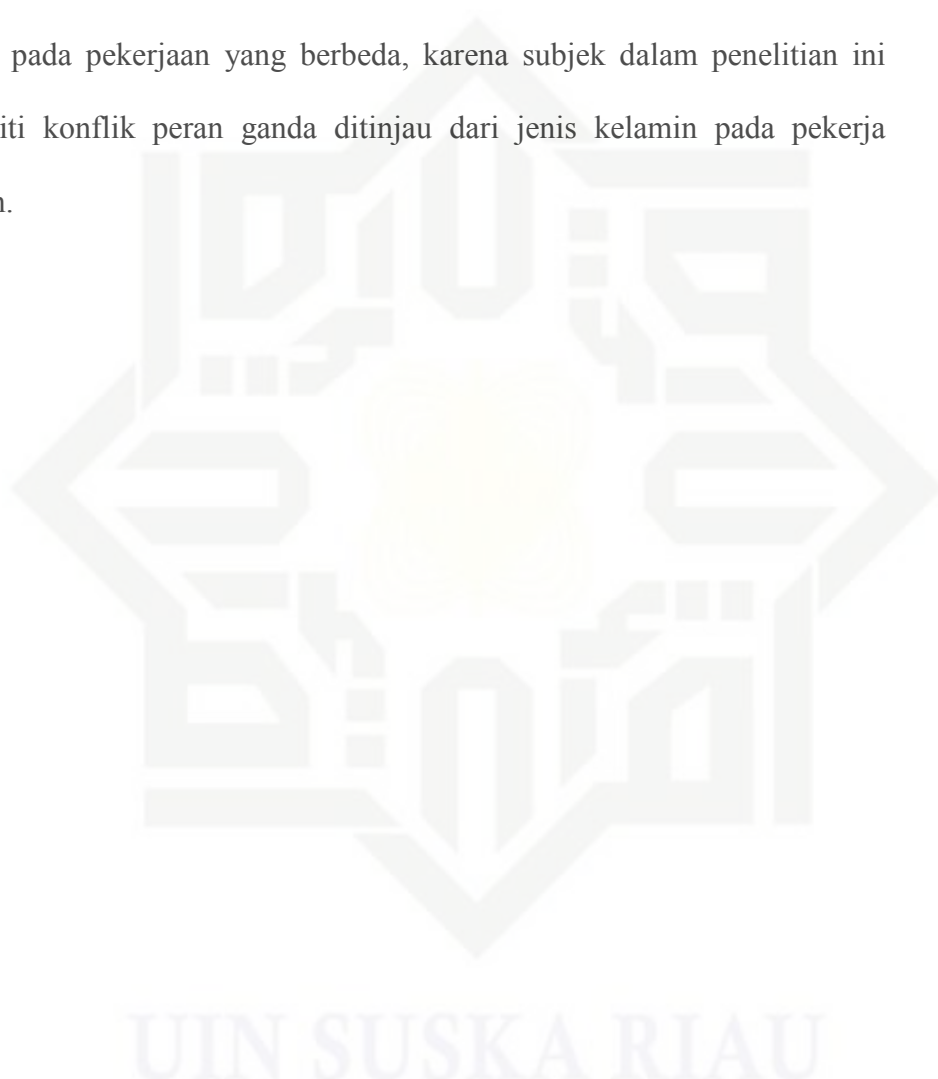 pada pekerjaan yang berbeda, karena subjek dalam penelitian ini
iti konflik peran ganda ditinjau dari jenis kelamin pada pekerja
n.
UIN SUSKA RIAU